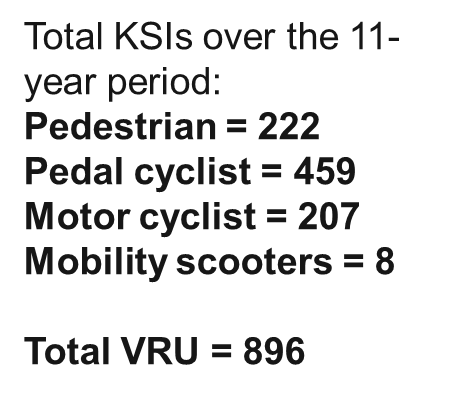 Total KSIs over the 11-
year period:
Pedestrian = 222
Pedal cyclist = 459
Motor cyclist = 207
Mobility scooters = 8
Total VRU = 896